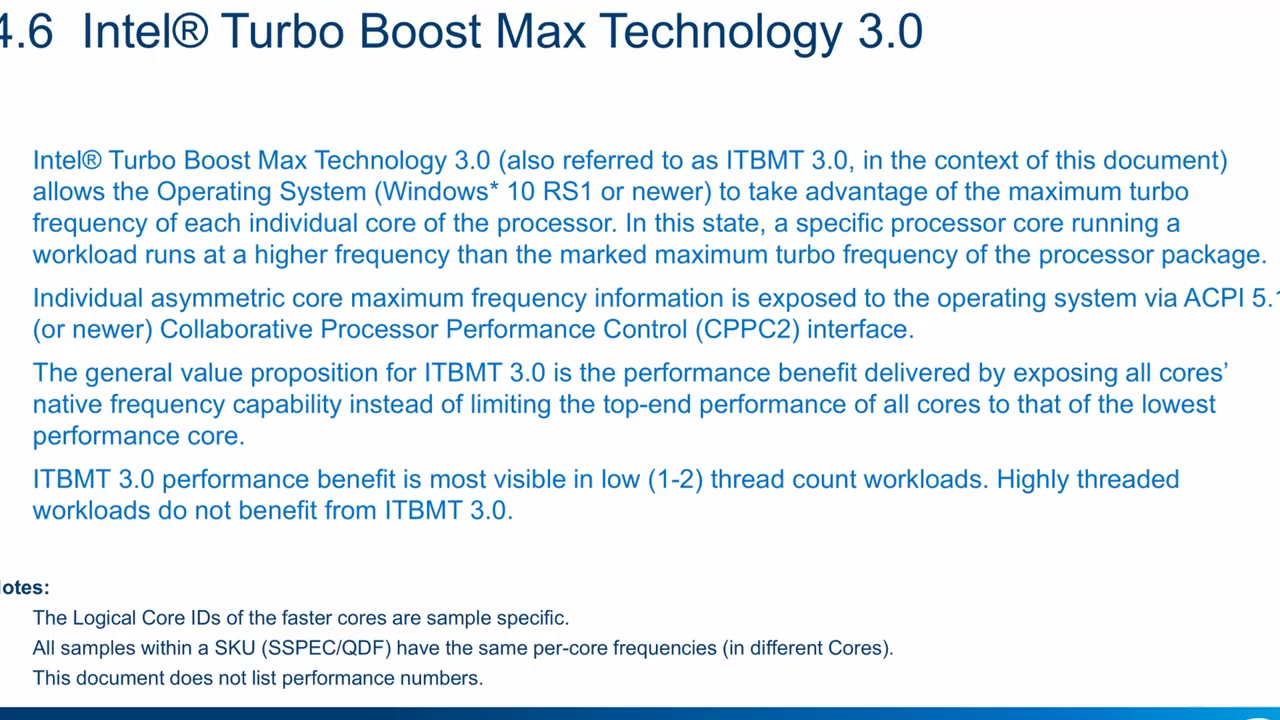 4.6 Intel® Turbo Boost Max Technology 3.0
Intel® Turbo Boost Max Technology 3.0 (also referred to as ITBMT 3.0, in the context of this document)
allows the Operating System (Windows* 10 RS1 or newer) to take advantage of the maximum turbo
frequency of each individual core of the processor. In this state, a specific processor core running a
workload runs at a higher frequency than the marked maximum turbo frequency of the processor package.
Individual asymmetric core maximum frequency information is exposed to the operating system via ACPI 5.1
(or newer) Collaborative Processor Performance Control (CPPC2) interface.
The general value proposition for ITBMT 3.0 is the performance benefit delivered by exposing all cores’
native frequency capability instead of limiting the top-end performance of all cores to that of the lowest
performance core.
ITBMT 3.0 performance benefit is most visible in low (1-2) thread count workloads. Highly threaded
workloads do not benefit from ITBMT 3.0.
Notes:
The Logical Core IDs of the faster cores are sample specific.
All samples within a SKU (SSPEC/QDF) have the same per-core frequencies (in different Cores).
This document does not list performance numbers.